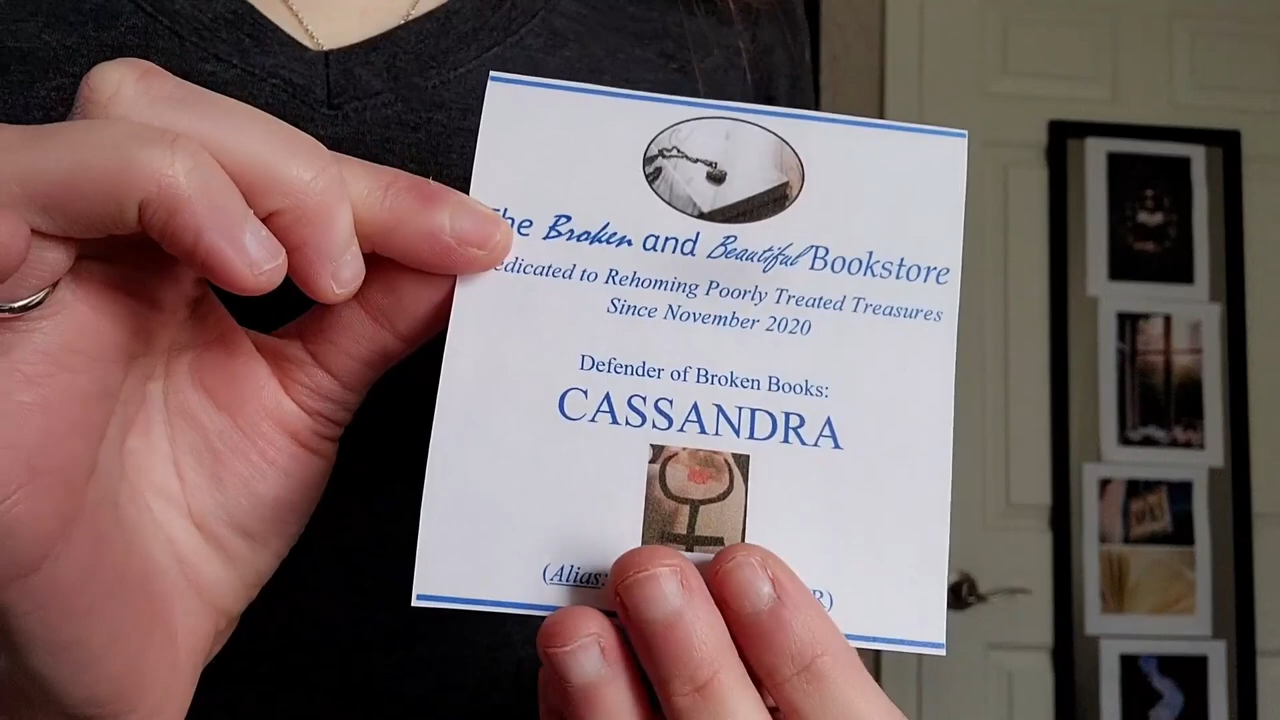 The Broken and Beautiful Bookstore
Dedicated to Rehoming Poorly Treated Treasures
Since November 2020
Defender of Broken Books:
CASSANDRA
(Alias: